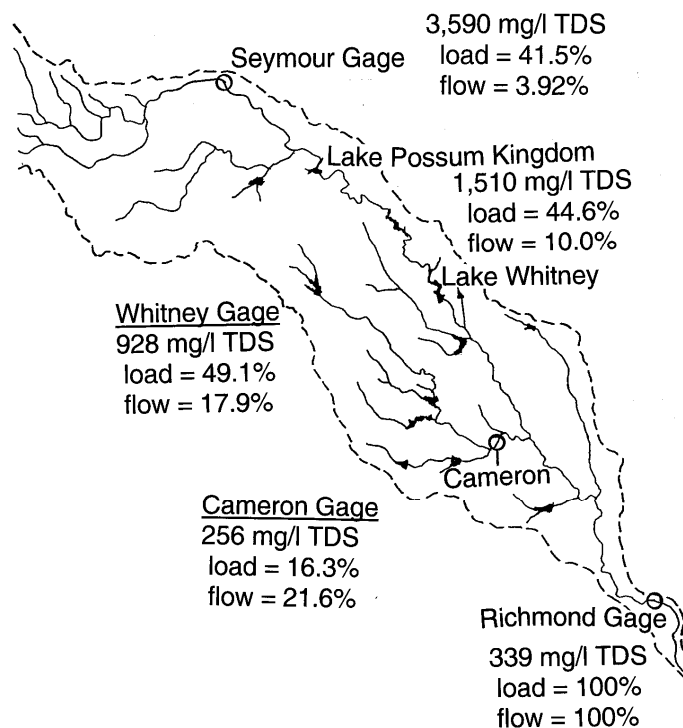 3,590 mg/l TDS
load = 41.5%
flow = 3.92%
Seymour Gage
Lake Possum Kingdom
1,510 mg/l TDS
load = 44.6%
flow = 10.0%
Lake Whitney
Whitney Gage
928 mg/l TDS
load = 49.1%
flow = 17.9%
Cameron
Cameron Gage
256 mg/l TDS
load = 16.3%
flow = 21.6%
Richmond Gage
339 mg/l TDS
load = 100%
flow = 100%